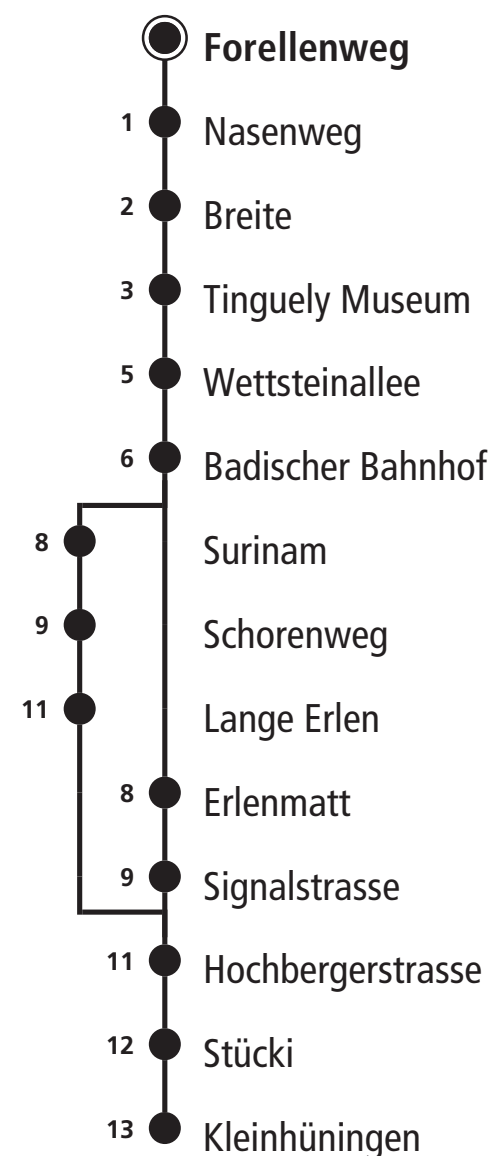 Forellenweg
1 Nasenweg
2 Breite
3 Tinguely Museum
5 Wettsteinallee
6 Badischer Bahnhof
8 Surinam
9 Schorenweg
11 Lange Erlen
8 Erlenmatt
9 Signalstrasse
11 Hochbergerstrasse
12 Stücki
13 Kleinhüningen